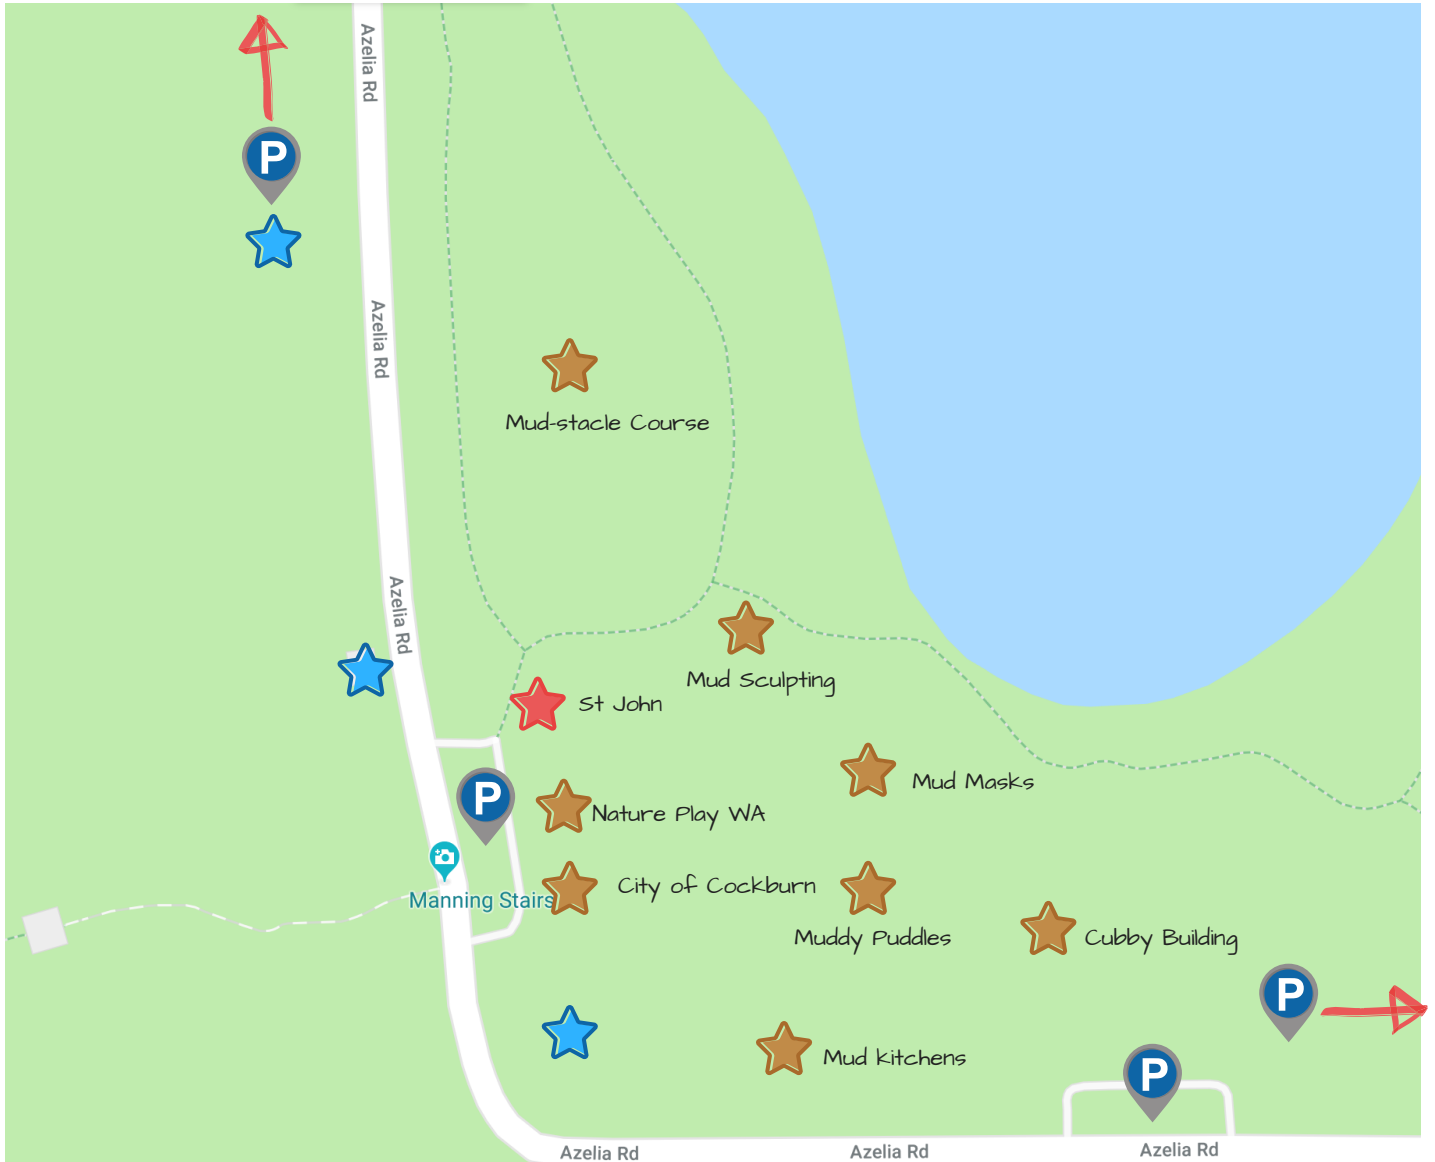 Azelia Rd
P
Azelia Rd
Mud-stacle Course
Azelia Rd
Mud Sculpting
St John
Mud Masks
P
Nature Play WA
City of Cockburn
Manning Stairs
Muddy Puddles
Cubby Building
P
Mud kitchens
P
Azelia Rd
Azelia Rd
Azelia Rd